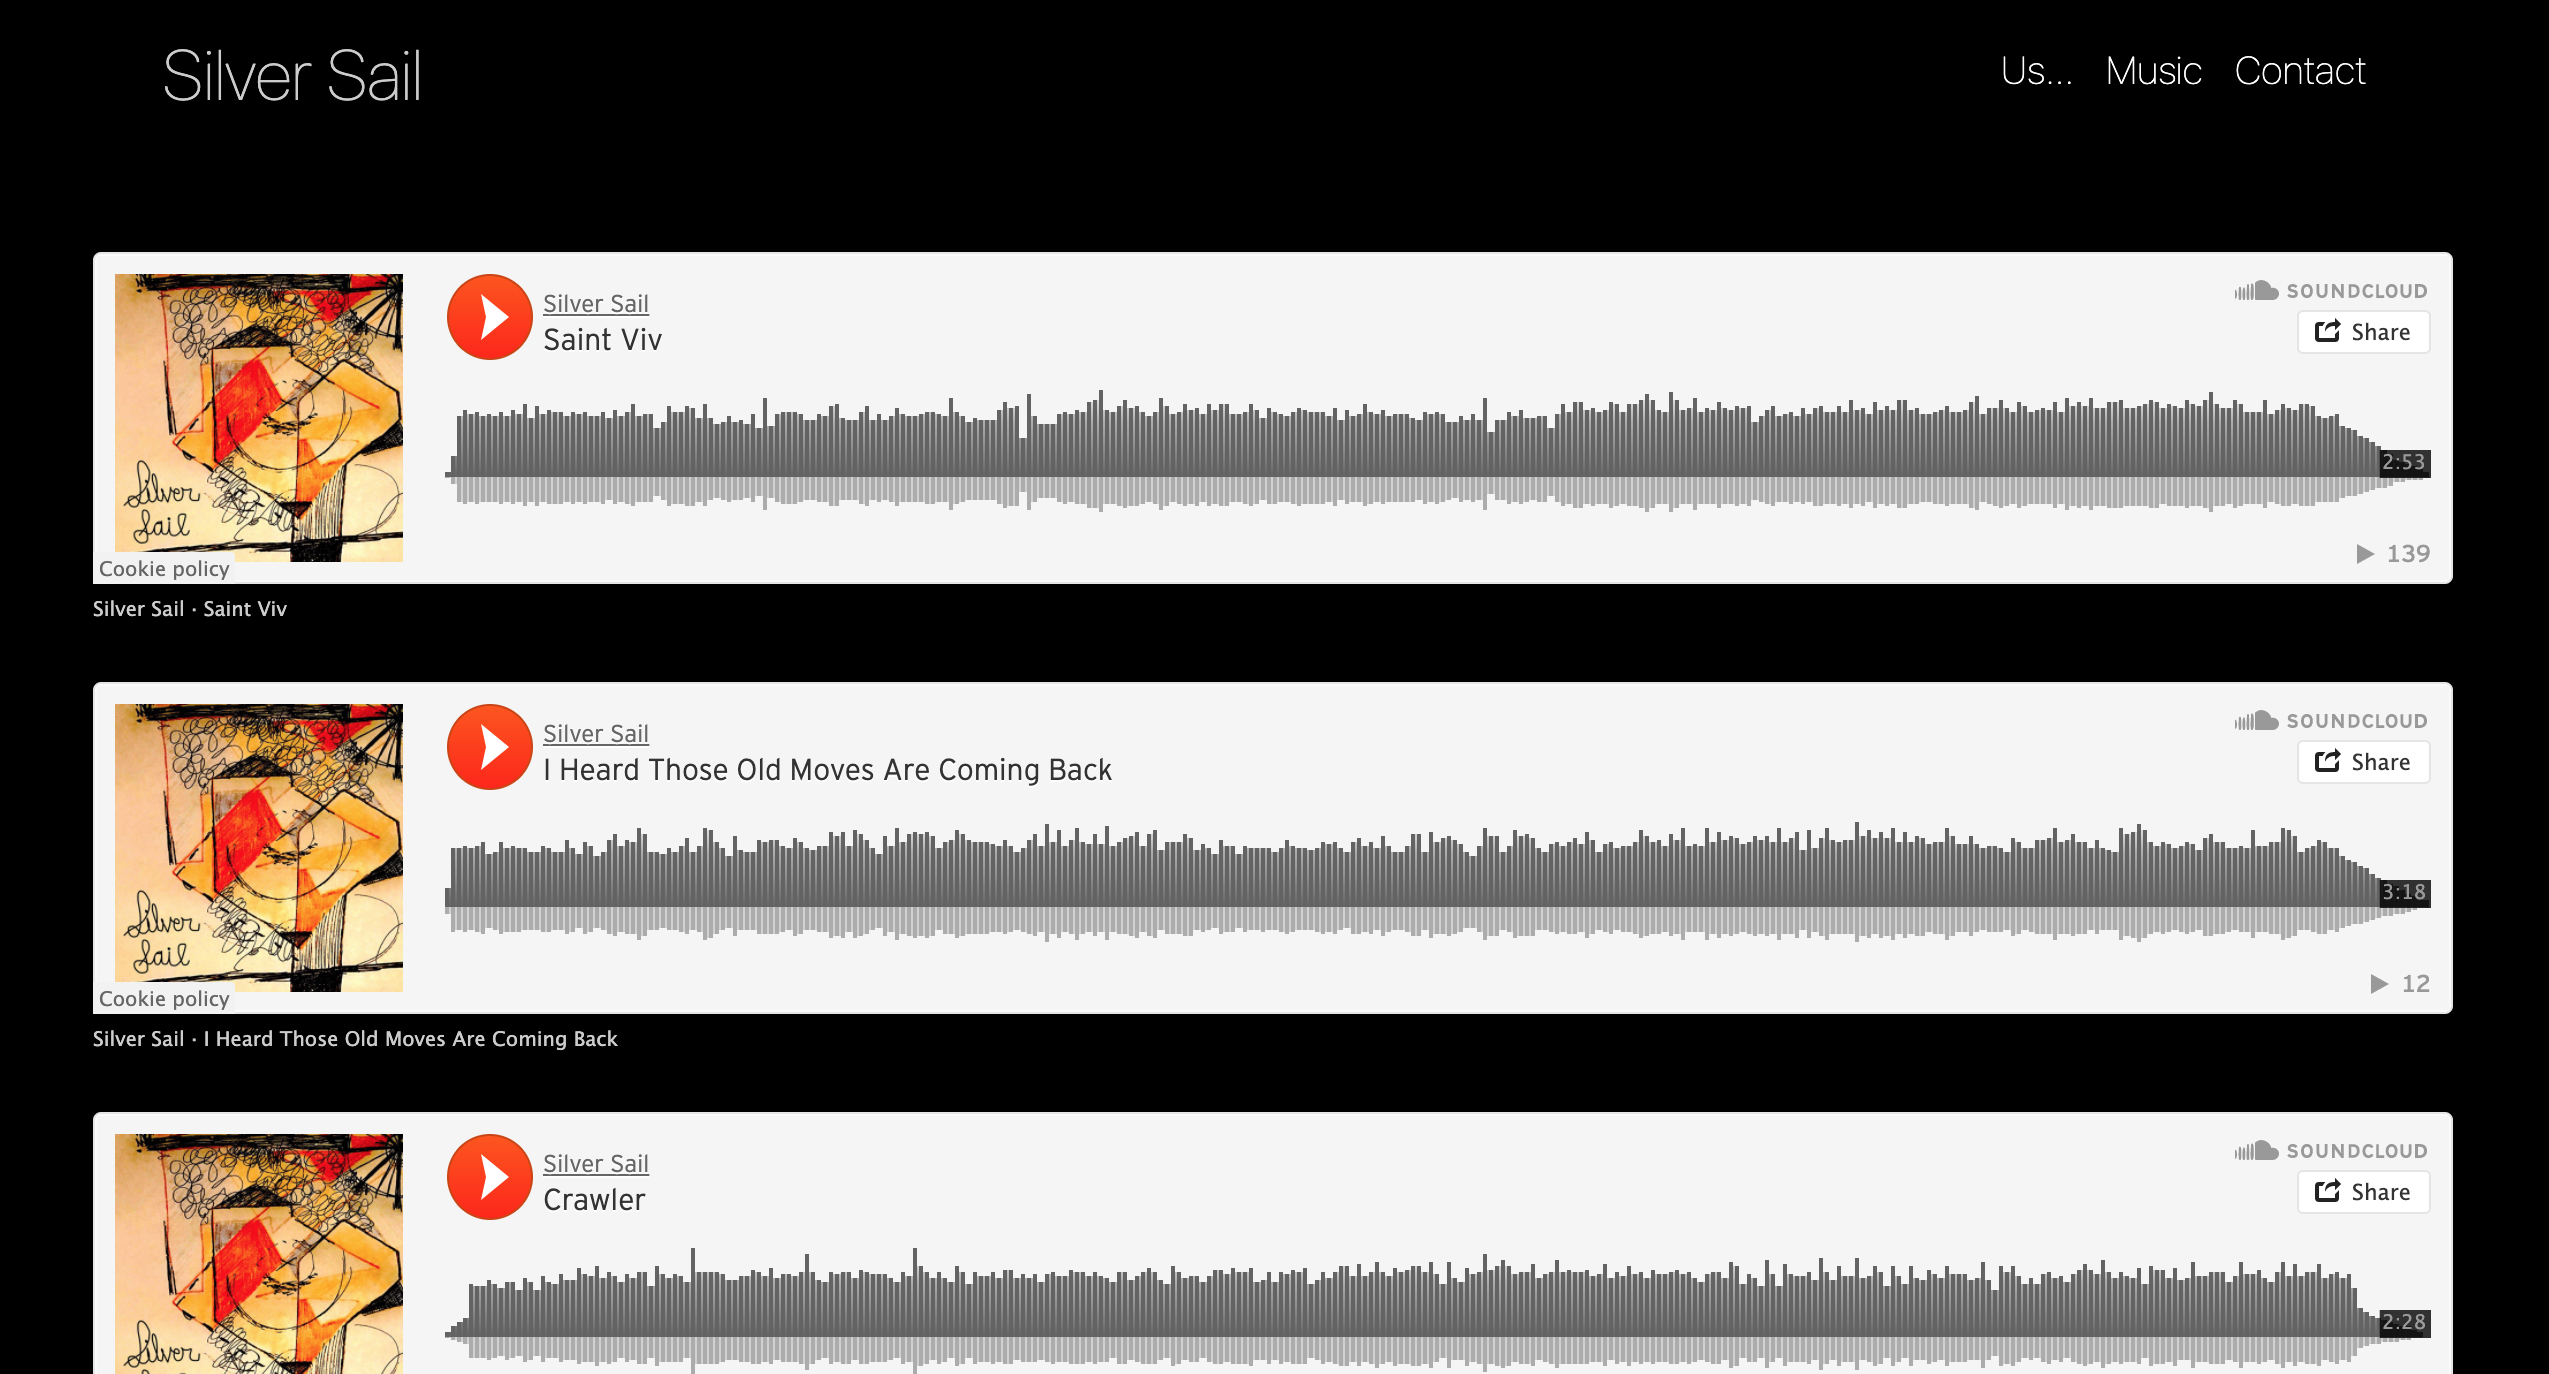 Silver Sail
Us... Music Contact
Silver Sail
Saint Viv
SOUNDCLOUD
Share
2:53
139
Silver
Sail
Cookie policy
Silver Sail · Saint Viv
Silver Sail
I Heard Those Old Moves Are Coming Back
SOUNDCLOUD
Share
3:18
12
Silver
Sail
Cookie policy
Silver Sail · I Heard Those Old Moves Are Coming Back
Silver Sail
Crawler
SOUNDCLOUD
Share
2:28
Silver